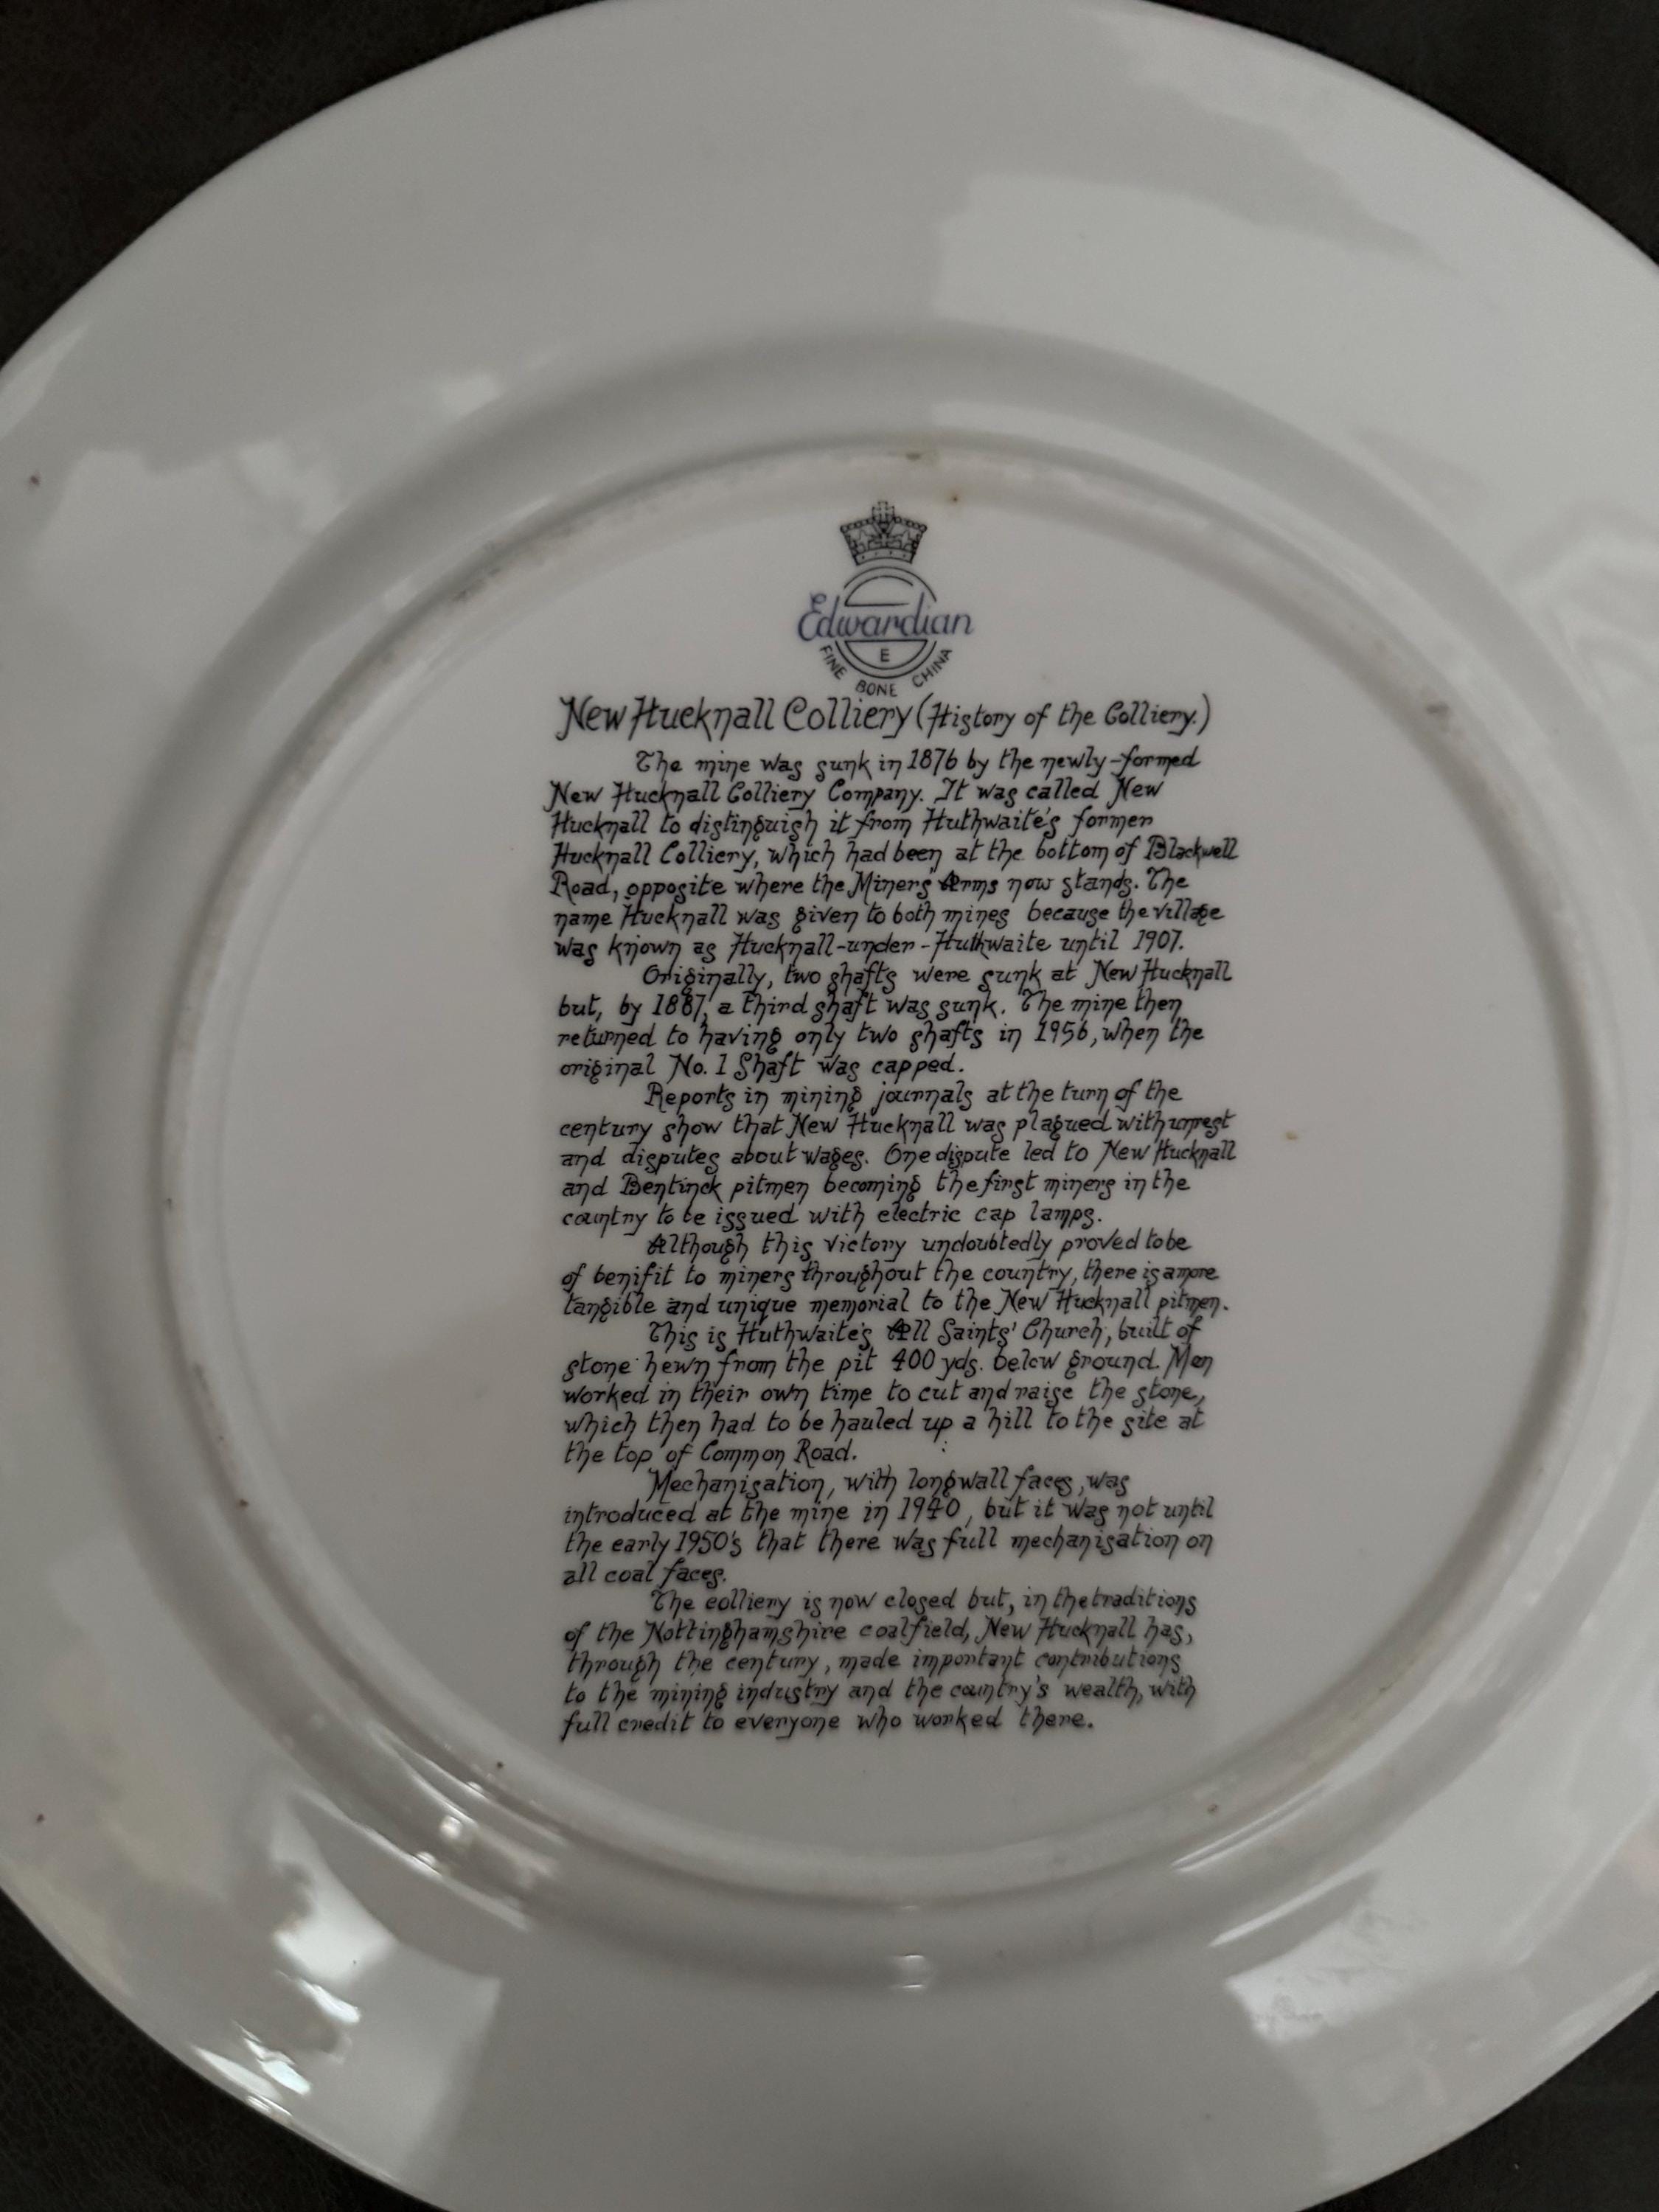 Edwardian
E
FINE BONE CHINA
New Hucknall Colliery (History of the Colliery.)
The mine was sunk in 1876 by the newly-formed
New Hucknall Colliery Company. It was called New
Hucknall to distinguish it from Huthwaite's former
Hucknall Colliery, which had been at the bottom of Blackwell
Road, opposite where the Miners' Arms now stands. The
name Hucknall was given to both mines because the village
was known as Hucknall-under-Huthwaite until 1907.
Originally, two shafts were sunk at New Hucknall
but, by 1887, a third shaft was sunk. The mine then
returned to having only two shafts in 1956, when the
original No. 1 Shaft was capped.
Reports in mining journals at the turn of the
century show that New Hucknall was plagued with unrest
and disputes about wages. One dispute led to New Hucknall
and Bentinck pitmen becoming the first miners in the
country to be issued with electric cap lamps.
Although this victory undoubtedly proved to be
of benifit to miners throughout the country, there is a more
tangible and unique memorial to the New Hucknall pitmen.
This is Huthwaite's All Saints' Church, built of
stone hewn from the pit 400 yds. below ground. Men
worked in their own time to cut and raise the stone,
which then had to be hauled up a hill to the site at
the top of Common Road.
Mechanisation, with longwall faces, was
introduced at the mine in 1940, but it was not until
the early 1950's that there was full mechanisation on
all coal faces.
The colliery is now closed but, in the traditions
of the Nottinghamshire coalfield, New Hucknall has,
through the century, made important contributions
to the mining industry and the country's wealth, with
full credit to everyone who worked there.